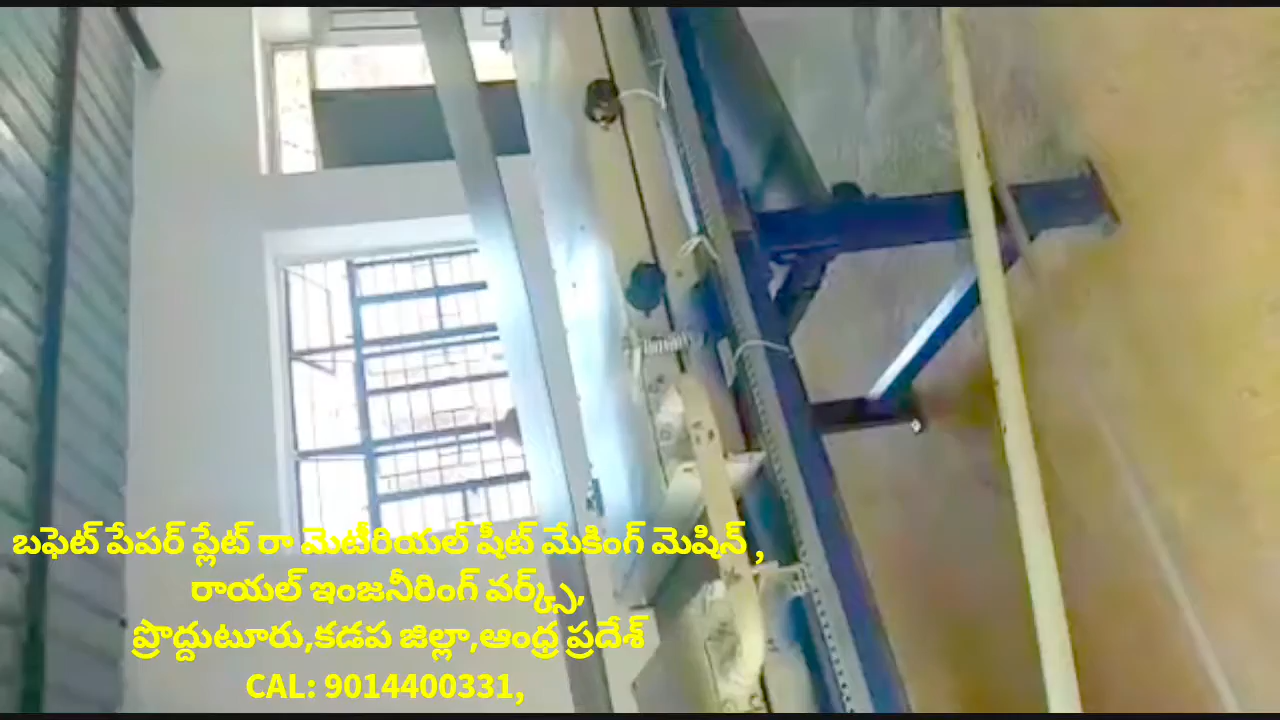 బఫెట్ పేపర్ ప్లేట్ రా మెటీరియల్ షీట్ మేకింగ్ మెషిన్ ,
రాయల్ ఇంజనీరింగ్ వర్క్స్,
ప్రొద్దుటూరు,కడప జిల్లా,ఆంధ్ర ప్రదేశ్
CAL: 9014400331,